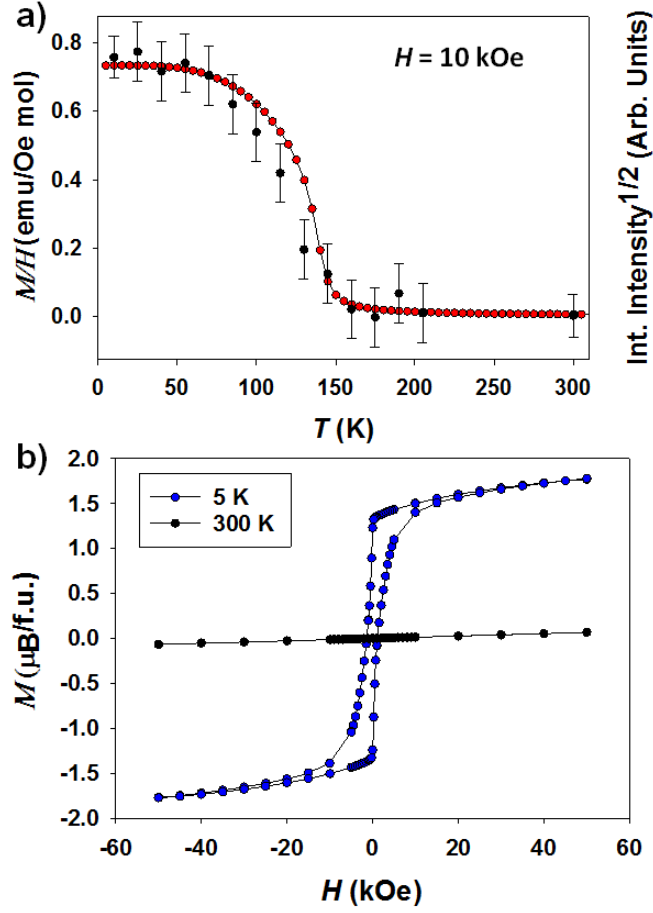 a)
H = 10 kOe
M/H (emu/Oe mol)
Int. Intensity^1/2 (Arb. Units)
0.8
0.6
0.4
0.2
0.0
0 50 100 150 200 250 300
T (K)
b)
5 K
300 K
M (µB/f.u.)
2.0
1.5
1.0
0.5
0.0
-0.5
-1.0
-1.5
-2.0
-60 -40 -20 0 20 40 60
H (kOe)